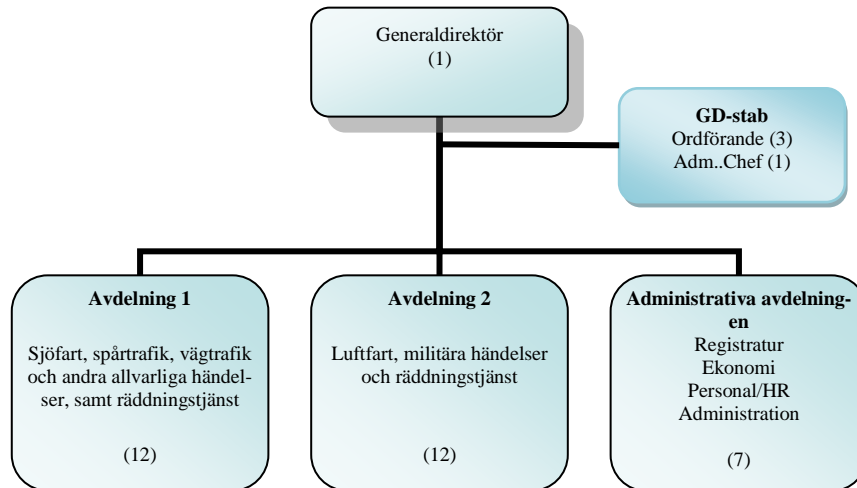 Generaldirektör
(1)
GD-stab
Ordförande (3)
Adm..Chef (1)
Avdelning 1
Sjöfart, spårtrafik, vägtrafik
och andra allvarliga händel-
ser, samt räddningstjänst
(12)
Avdelning 2
Luftfart, militära händelser
och räddningstjänst
(12)
Administrativa avdelning-
en
Registratur
Ekonomi
Personal/HR
Administration
(7)